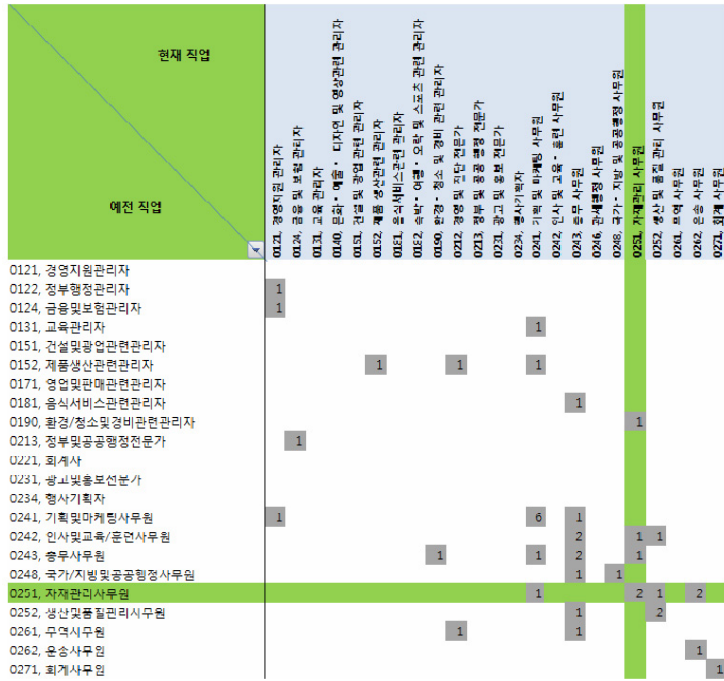 현재 직업
예전 직업
0121, 경영지원 관리자
0124, 금융 및 보험 관리자
0131, 교육 관리자
0140, 문화・예술・ 디자인 및 영상관련 관리자
0151, 건설 및 광업 관련 관리자
0152, 제품 생산관련 관리자
0181, 음식서비스관련 관리자
0182, 숙박・여행・ 오락 및 스포츠 관련 관리자
0190, 환경・ 청소 및 경비 관련 관리자
0212, 경영 및 진단 전문가
0213, 정부 및 공공 행정 전문가
0231, 광고 및 홍보 전문가
0234, 행사기획자
0241, 기획 및 마케팅 사무원
0242, 인사 및 교육・ 훈련 사무원
0243, 총무 사무원
0246, 관세행정 사무원
0248, 국가・ 지방 및 공공행정 사무원
0251, 자재관리 사무원
0252, 생산 및 품질 관리 사무원
0261, 무역 사무원
0262, 운송 사무원
0271, 회계 사무원
0121, 경영지원관리자
0122, 정부행정관리자 1
0124, 금융및보험관리자 1
0131, 교육관리자 1
0151, 건설및광업관련관리자
0152, 제품생산관련관리자 1 1 1
0171, 영업및판매관련관리자
0181, 음식서비스관련관리자 1
0190, 환경/청소및경비관련관리자 1
0213, 정부및공공행정전문가 1
0221, 회계사
0231, 광고및홍보전문가
0234, 행사기획자
0241, 기획및마케팅사무원 1 6 1
0242, 인사및교육/훈련사무원 2 1 1
0243, 총무사무원 1 1 2 1
0248, 국가/지방및공공행정사무원 1 1
0251, 자재관리사무원 1 2 1 2
0252, 생산및품질관리사무원 1 2
0261, 무역사무원 1 1
0262, 운송사무원 1
0271, 회계사무원 1